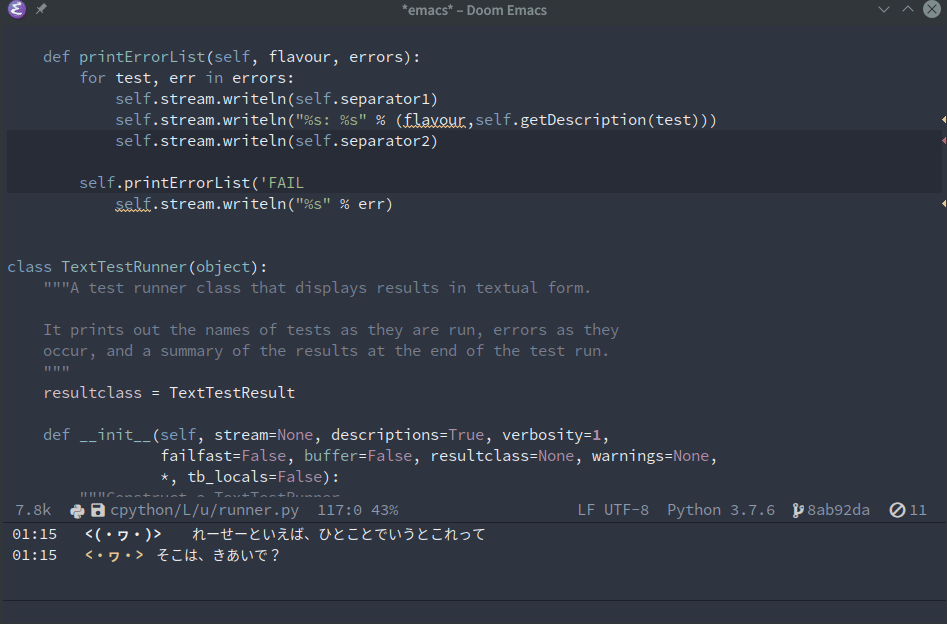 *emacs* – Doom Emacs
def printErrorList(self, flavour, errors):
for test, err in errors:
self.stream.writeln(self.separator1)
self.stream.writeln("%s: %s" % (flavour,self.getDescription(test)))
self.stream.writeln(self.separator2)
self.printErrorList('FAIL
self.stream.writeln("%s" % err)
class TextTestRunner(object):
"""A test runner class that displays results in textual form.
It prints out the names of tests as they are run, errors as they
occur, and a summary of the results at the end of the test run.
"""
resultclass = TextTestResult
def __init__(self, stream=None, descriptions=True, verbosity=1,
failfast=False, buffer=False, resultclass=None, warnings=None,
*, tb_locals=False):
"""Construct a TextTestRunner.
7.8k cpython/L/u/runner.py 117:0 43% LF UTF-8 Python 3.7.6 8ab92da 11
01:15 <(・ヮ・)> れーせーといえば、ひとことでいうとこれって
01:15 <・ヮ・> そこは、きあいで？